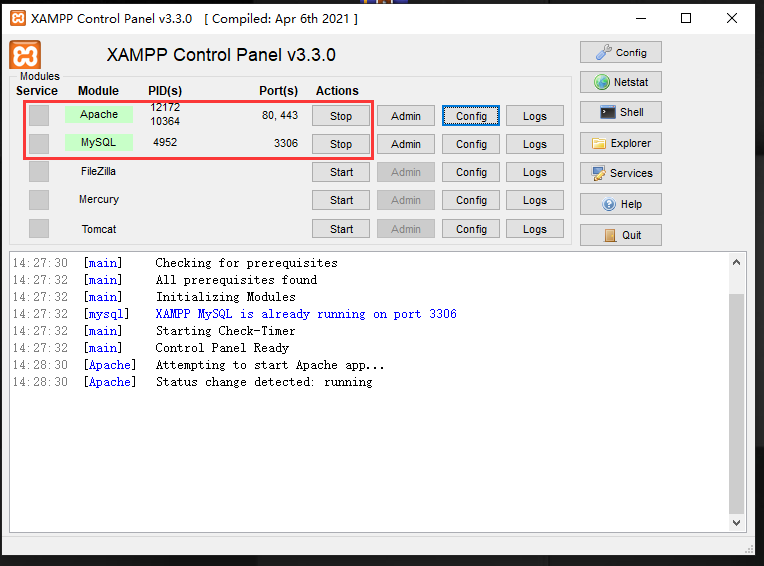 XAMPP Control Panel v3.3.0 [ Compiled: Apr 6th 2021 ]
XAMPP Control Panel v3.3.0
Modules
Service Module PID(s) Port(s) Actions
Apache 12172 10364 80, 443 Stop Admin Config Logs
MySQL 4952 3306 Stop Admin Config Logs
FileZilla Start Admin Config Logs
Mercury Start Admin Config Logs
Tomcat Start Admin Config Logs
Config
Netstat
Shell
Explorer
Services
Help
Quit
14:27:30 [main] Checking for prerequisites
14:27:32 [main] All prerequisites found
14:27:32 [main] Initializing Modules
14:27:32 [mysql] XAMPP MySQL is already running on port 3306
14:27:32 [main] Starting Check-Timer
14:27:32 [main] Control Panel Ready
14:28:30 [Apache] Attempting to start Apache app...
14:28:30 [Apache] Status change detected: running